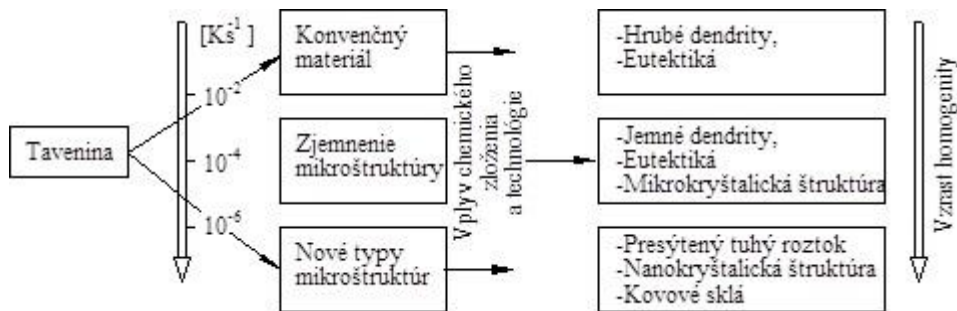 [Ks⁻¹]
Tavenina
10⁻²
10⁻⁴
10⁻⁶
Konvenčný
materiál
Zjemnenie
mikroštruktúry
Nové typy
mikroštruktúr
Vplyv chemického
zloženia
a technológie
-Hrubé dendrity,
-Eutektiká
-Jemné dendrity,
-Eutektiká
-Mikrokryštalická štruktúra
-Presýtený tuhý roztok
-Nanokryštalická štruktúra
-Kovové sklá
Vzrast homogenity